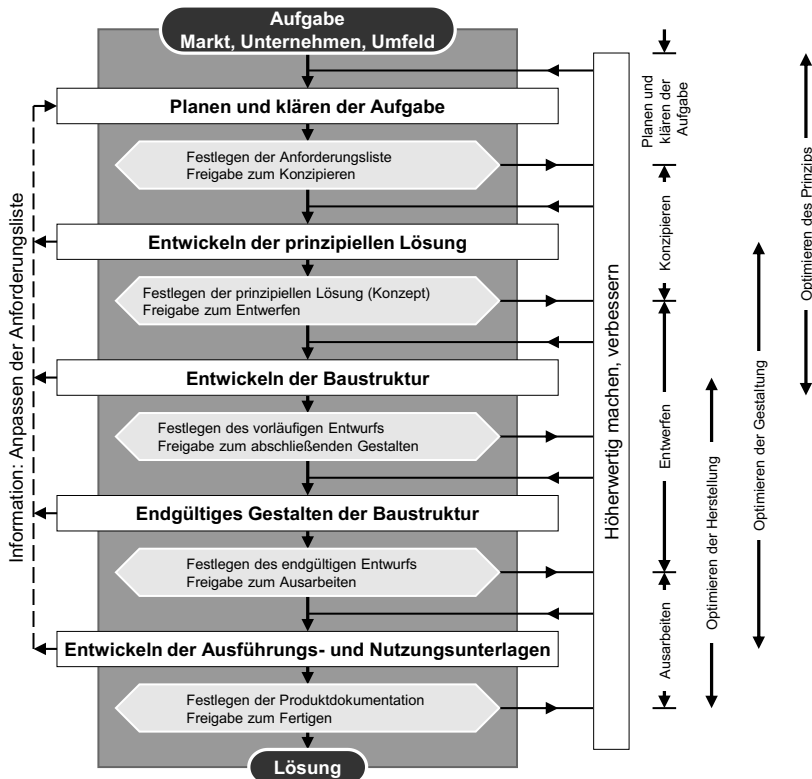 Aufgabe
Markt, Unternehmen, Umfeld
Planen und klären der Aufgabe
Festlegen der Anforderungsliste
Freigabe zum Konzipieren
Entwickeln der prinzipiellen Lösung
Festlegen der prinzipiellen Lösung (Konzept)
Freigabe zum Entwerfen
Entwickeln der Baustruktur
Festlegen des vorläufigen Entwurfs
Freigabe zum abschließenden Gestalten
Endgültiges Gestalten der Baustruktur
Festlegen des endgültigen Entwurfs
Freigabe zum Ausarbeiten
Entwickeln der Ausführungs- und Nutzungsunterlagen
Festlegen der Produktdokumentation
Freigabe zum Fertigen
Lösung
Information: Anpassen der Anforderungsliste
Höherwertig machen, verbessern
Planen und
klären der
Aufgabe
Konzipieren
Entwerfen
Ausarbeiten
Optimieren der Herstellung
Optimieren der Gestaltung
Optimieren des Prinzips